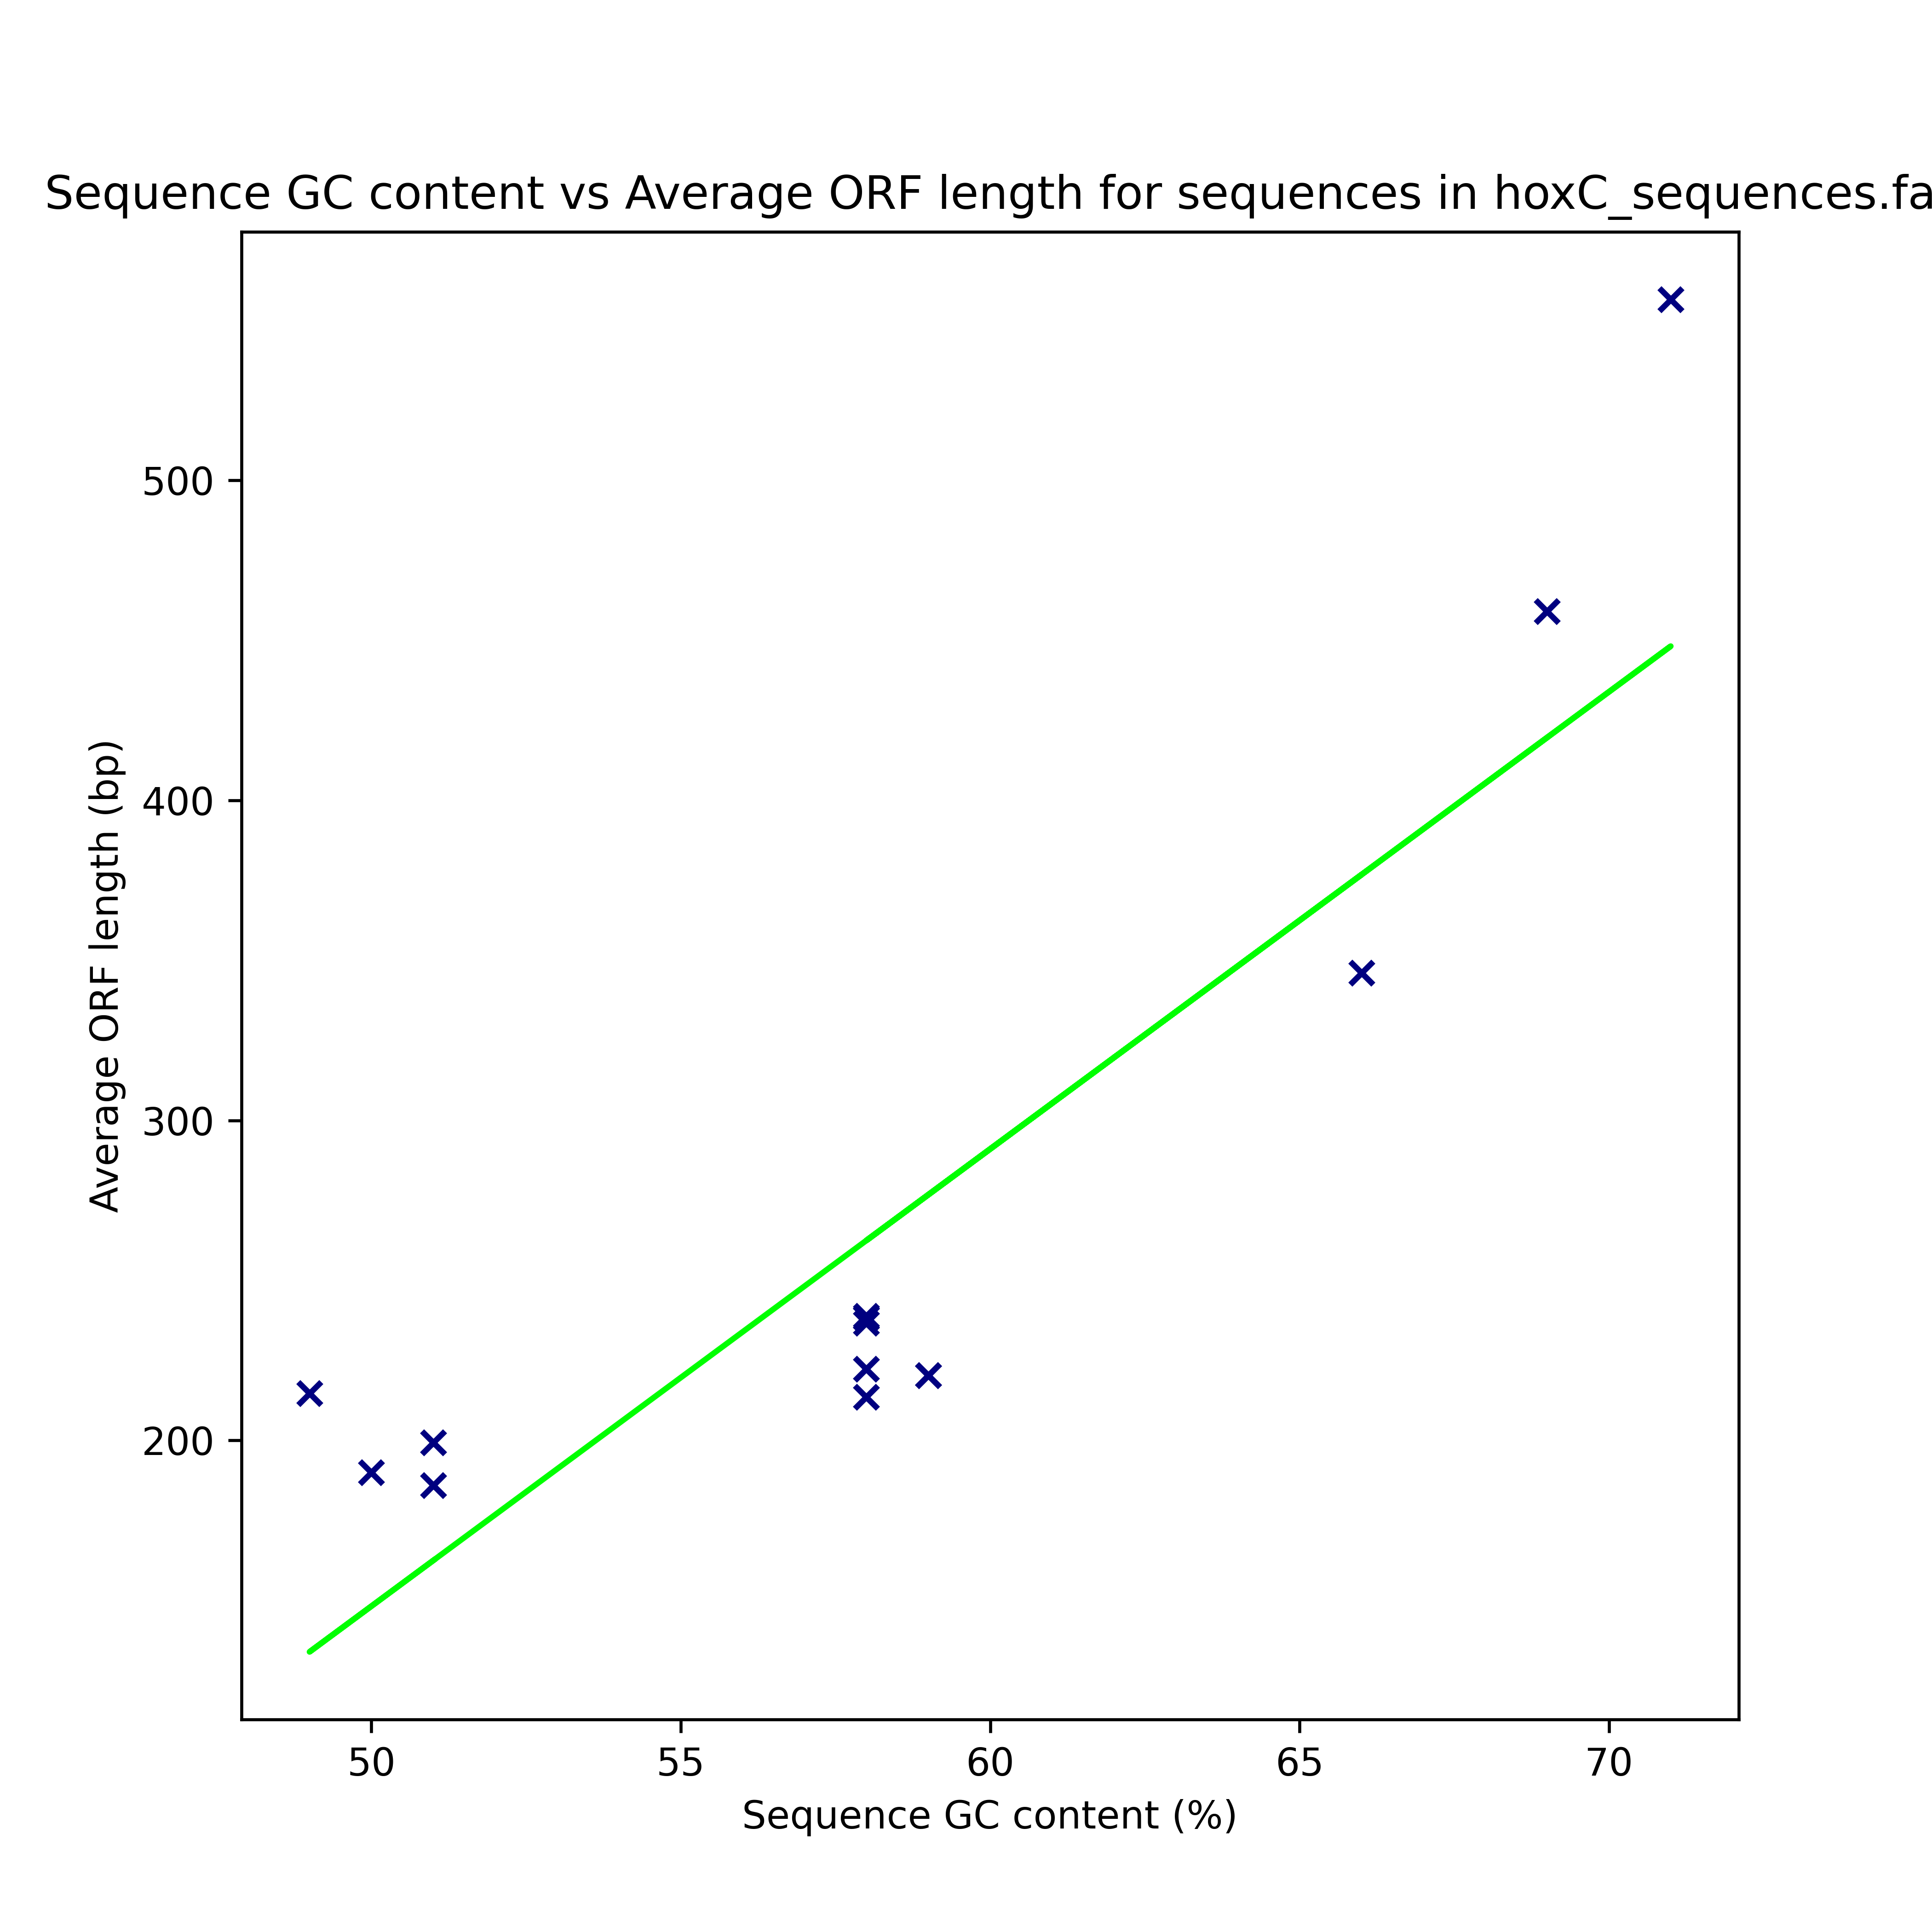 Sequence GC content vs Average ORF length for sequences in hoxC_sequences.fa
500
400
300
200
Average ORF length (bp)
50 55 60 65 70
Sequence GC content (%)